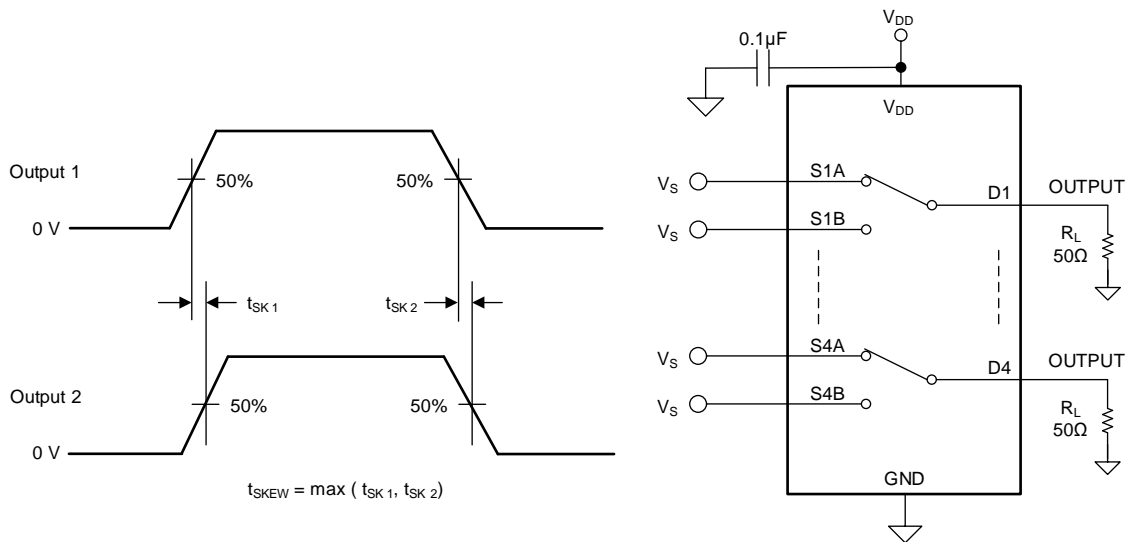 Output 1
50%
50%
0 V
tSK 1
tSK 2
Output 2
50%
50%
0 V
tSKEW = max ( tSK 1, tSK 2)
VDD
0.1µF
VDD
VS
S1A
D1
OUTPUT
VS
S1B
RL
50Ω
VS
S4A
D4
OUTPUT
VS
S4B
RL
50Ω
GND